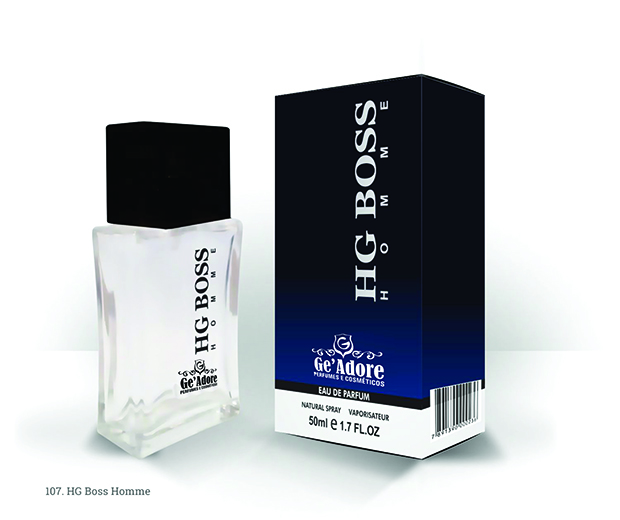 HG BOSS
HOMME
Ge'Adore
PERFUMES E COSMÉTICOS
HG BOSS
HOMME
G
Ge'Adore
PERFUMES E COSMÉTICOS
EAU DE PARFUM
NATURAL SPRAY VAPORISATEUR
50ml e 1.7 FL.OZ
107. HG Boss Homme